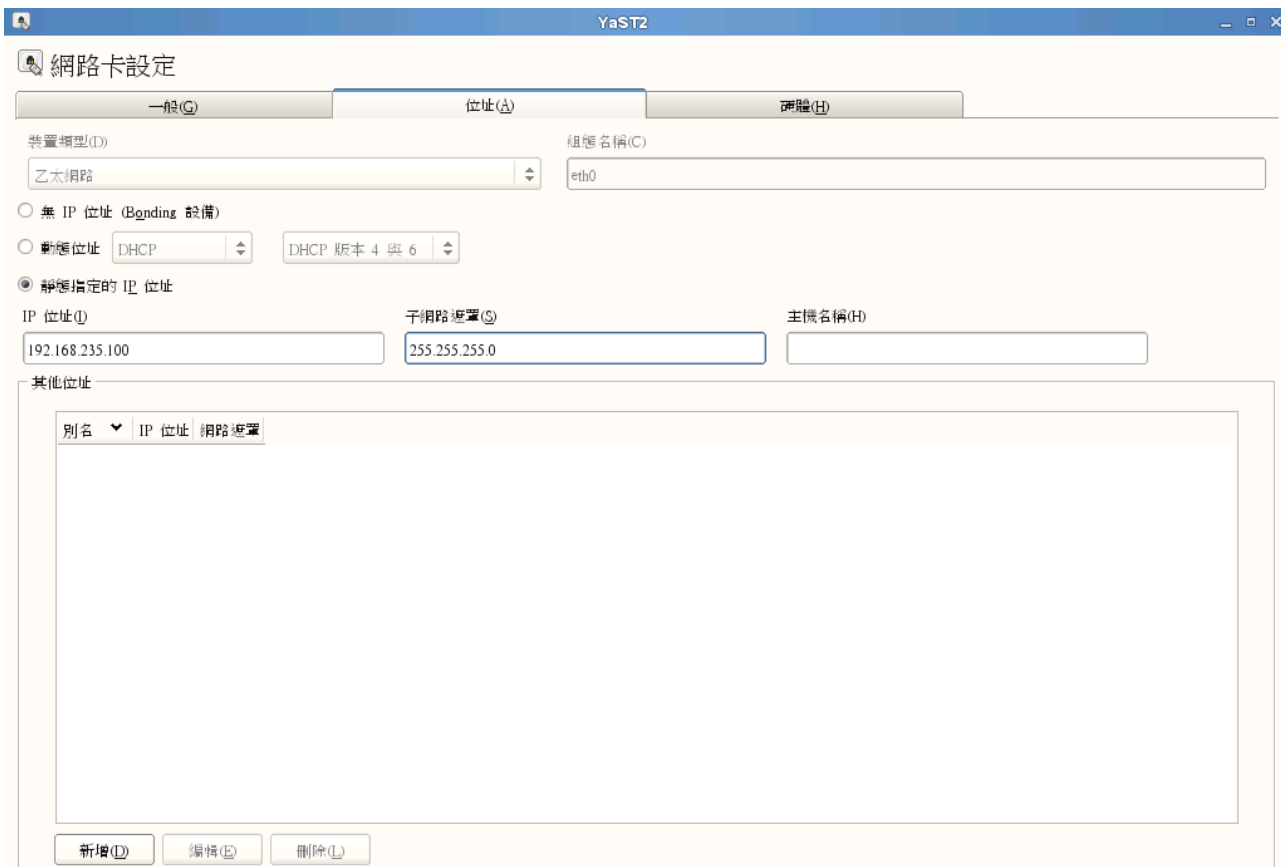 YaST2
網路卡設定
一般(G) 位址(A) 硬體(H)
裝置類型(D) 組態名稱(C)
乙太網路 eth0
無 IP 位址 (Bonding 設備)
動態位址 DHCP DHCP 版本 4 與 6
靜態指定的 IP 位址
IP 位址(I) 子網路遮罩(S) 主機名稱(H)
192.168.235.100 255.255.255.0
其他位址
別名 IP 位址 網路遮罩
新增(D) 編輯(E) 刪除(L)